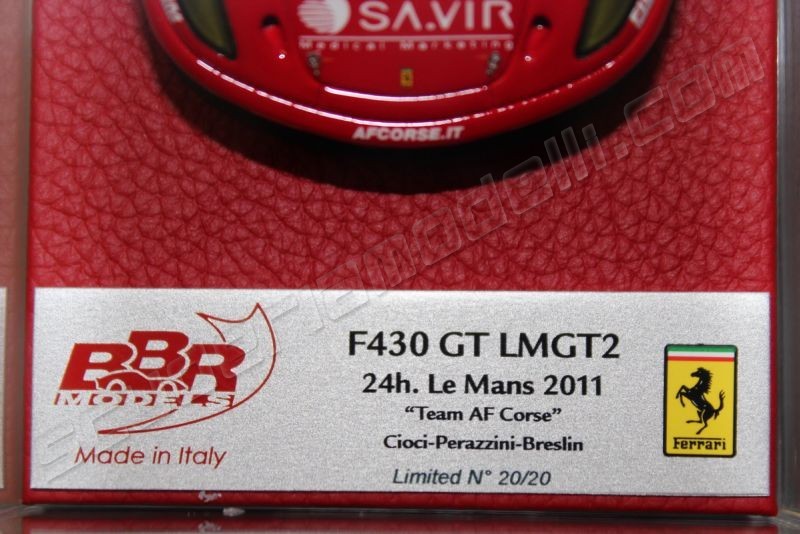 SA.VIR
Medical Marketing
AFCORSE.IT
BBR
MODELS
Made in Italy
F430 GT LMGT2
24h. Le Mans 2011
“Team AF Corse”
Cioci-Perazzini-Breslin
Limited N° 20/20
Ferrari